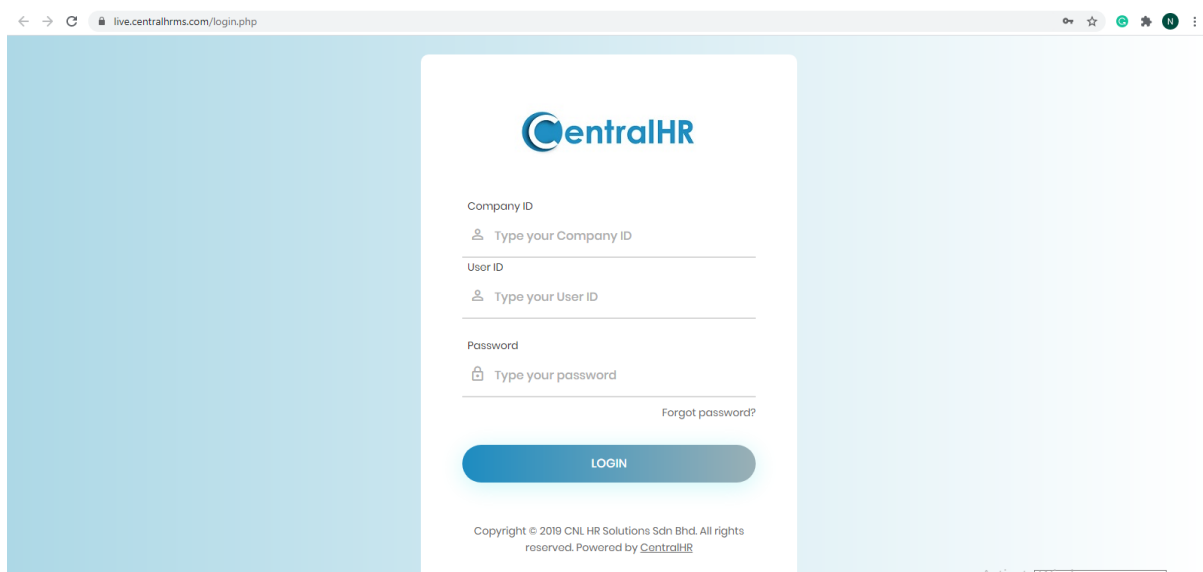 live.centralhrms.com/login.php
N
CentralHR
Company ID
Type your Company ID
User ID
Type your User ID
Password
Type your password
Forgot password?
LOGIN
Copyright © 2019 CNL HR Solutions Sdn Bhd. All rights
reserved. Powered by CentralHR